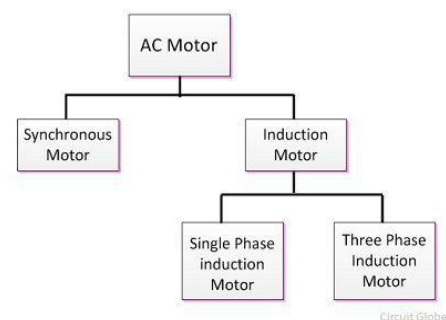 AC Motor
Synchronous
Motor
Induction
Motor
Single Phase
induction
Motor
Three Phase
Induction
Motor
Circuit Globe